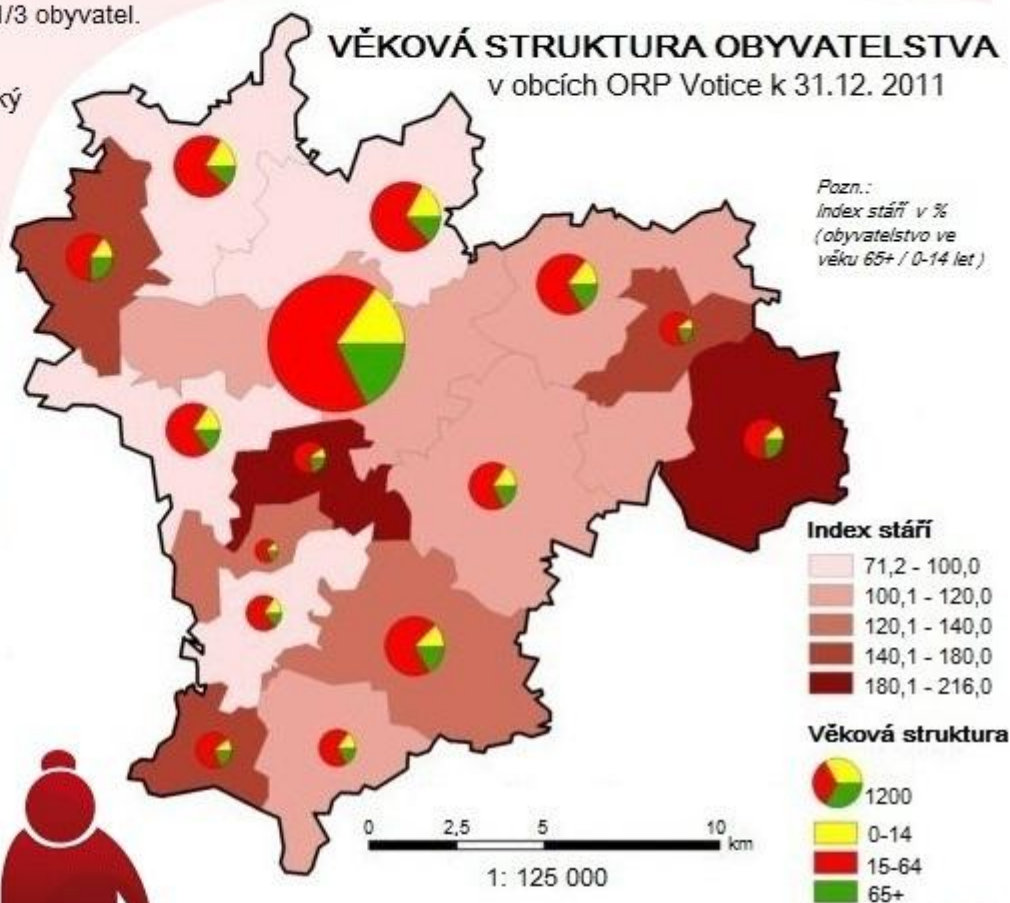 1/3 obyvatel.
ký
VĚKOVÁ STRUKTURA OBYVATELSTVA
v obcích ORP Votice k 31.12. 2011
Pozn.:
Index stáří v %
(obyvatelstvo ve
věku 65+ / 0-14 let)
Index stáří
71,2 - 100,0
100,1 - 120,0
120,1 - 140,0
140,1 - 180,0
180,1 - 216,0
Věková struktura
1200
0-14
15-64
65+
0 2,5 5 10
km
1: 125 000